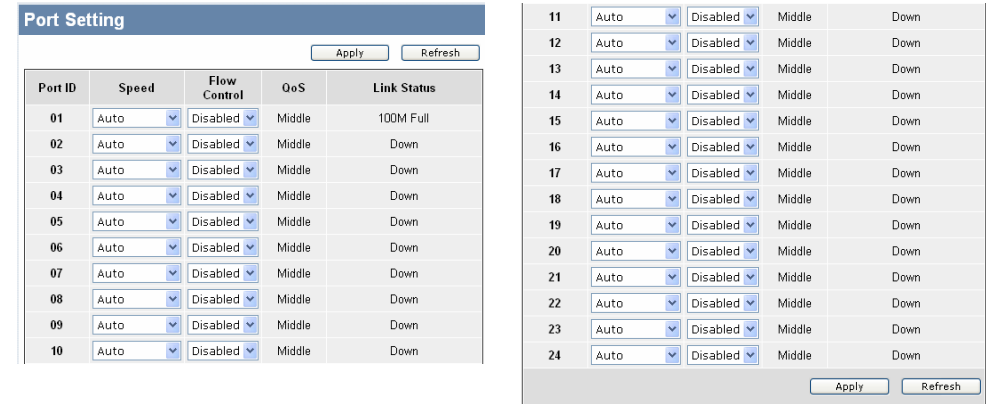 Port Setting
Apply Refresh
Port ID Speed Flow Control QoS Link Status
01 Auto Disabled Middle 100M Full
02 Auto Disabled Middle Down
03 Auto Disabled Middle Down
04 Auto Disabled Middle Down
05 Auto Disabled Middle Down
06 Auto Disabled Middle Down
07 Auto Disabled Middle Down
08 Auto Disabled Middle Down
09 Auto Disabled Middle Down
10 Auto Disabled Middle Down
11 Auto Disabled Middle Down
12 Auto Disabled Middle Down
13 Auto Disabled Middle Down
14 Auto Disabled Middle Down
15 Auto Disabled Middle Down
16 Auto Disabled Middle Down
17 Auto Disabled Middle Down
18 Auto Disabled Middle Down
19 Auto Disabled Middle Down
20 Auto Disabled Middle Down
21 Auto Disabled Middle Down
22 Auto Disabled Middle Down
23 Auto Disabled Middle Down
24 Auto Disabled Middle Down
Apply Refresh